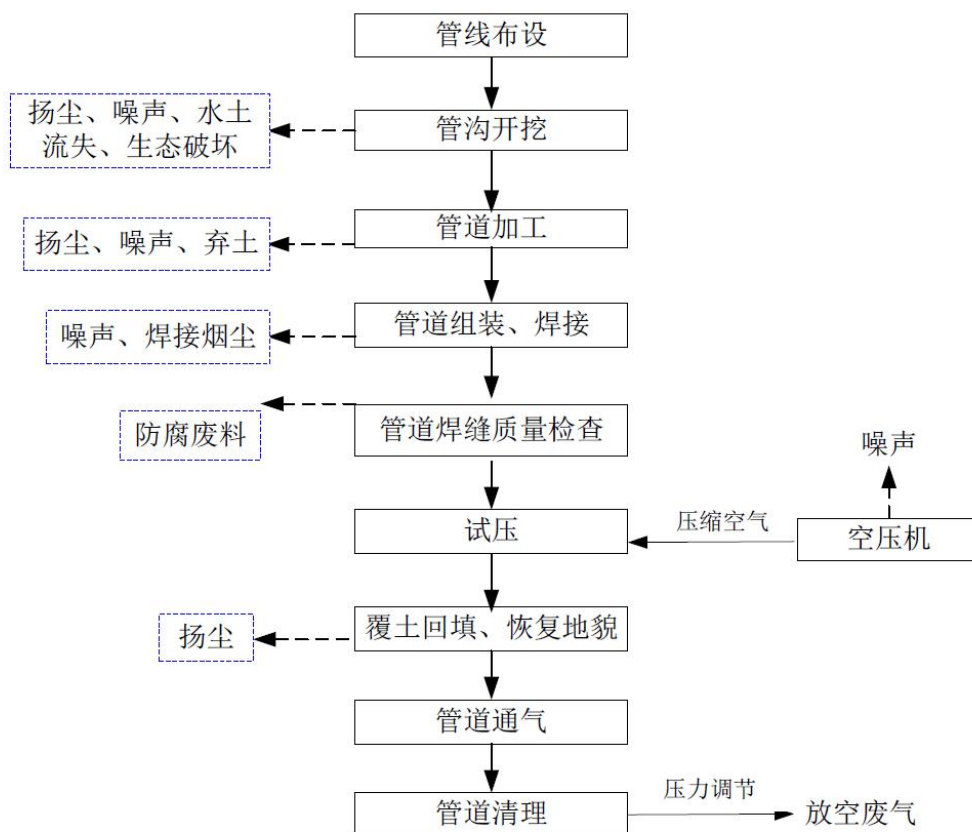 管线布设
扬尘、噪声、水土
流失、生态破坏
管沟开挖
扬尘、噪声、弃土
管道加工
噪声、焊接烟尘
管道组装、焊接
防腐废料
管道焊缝质量检查
噪声
试压
压缩空气
空压机
扬尘
覆土回填、恢复地貌
管道通气
管道清理
压力调节
放空废气